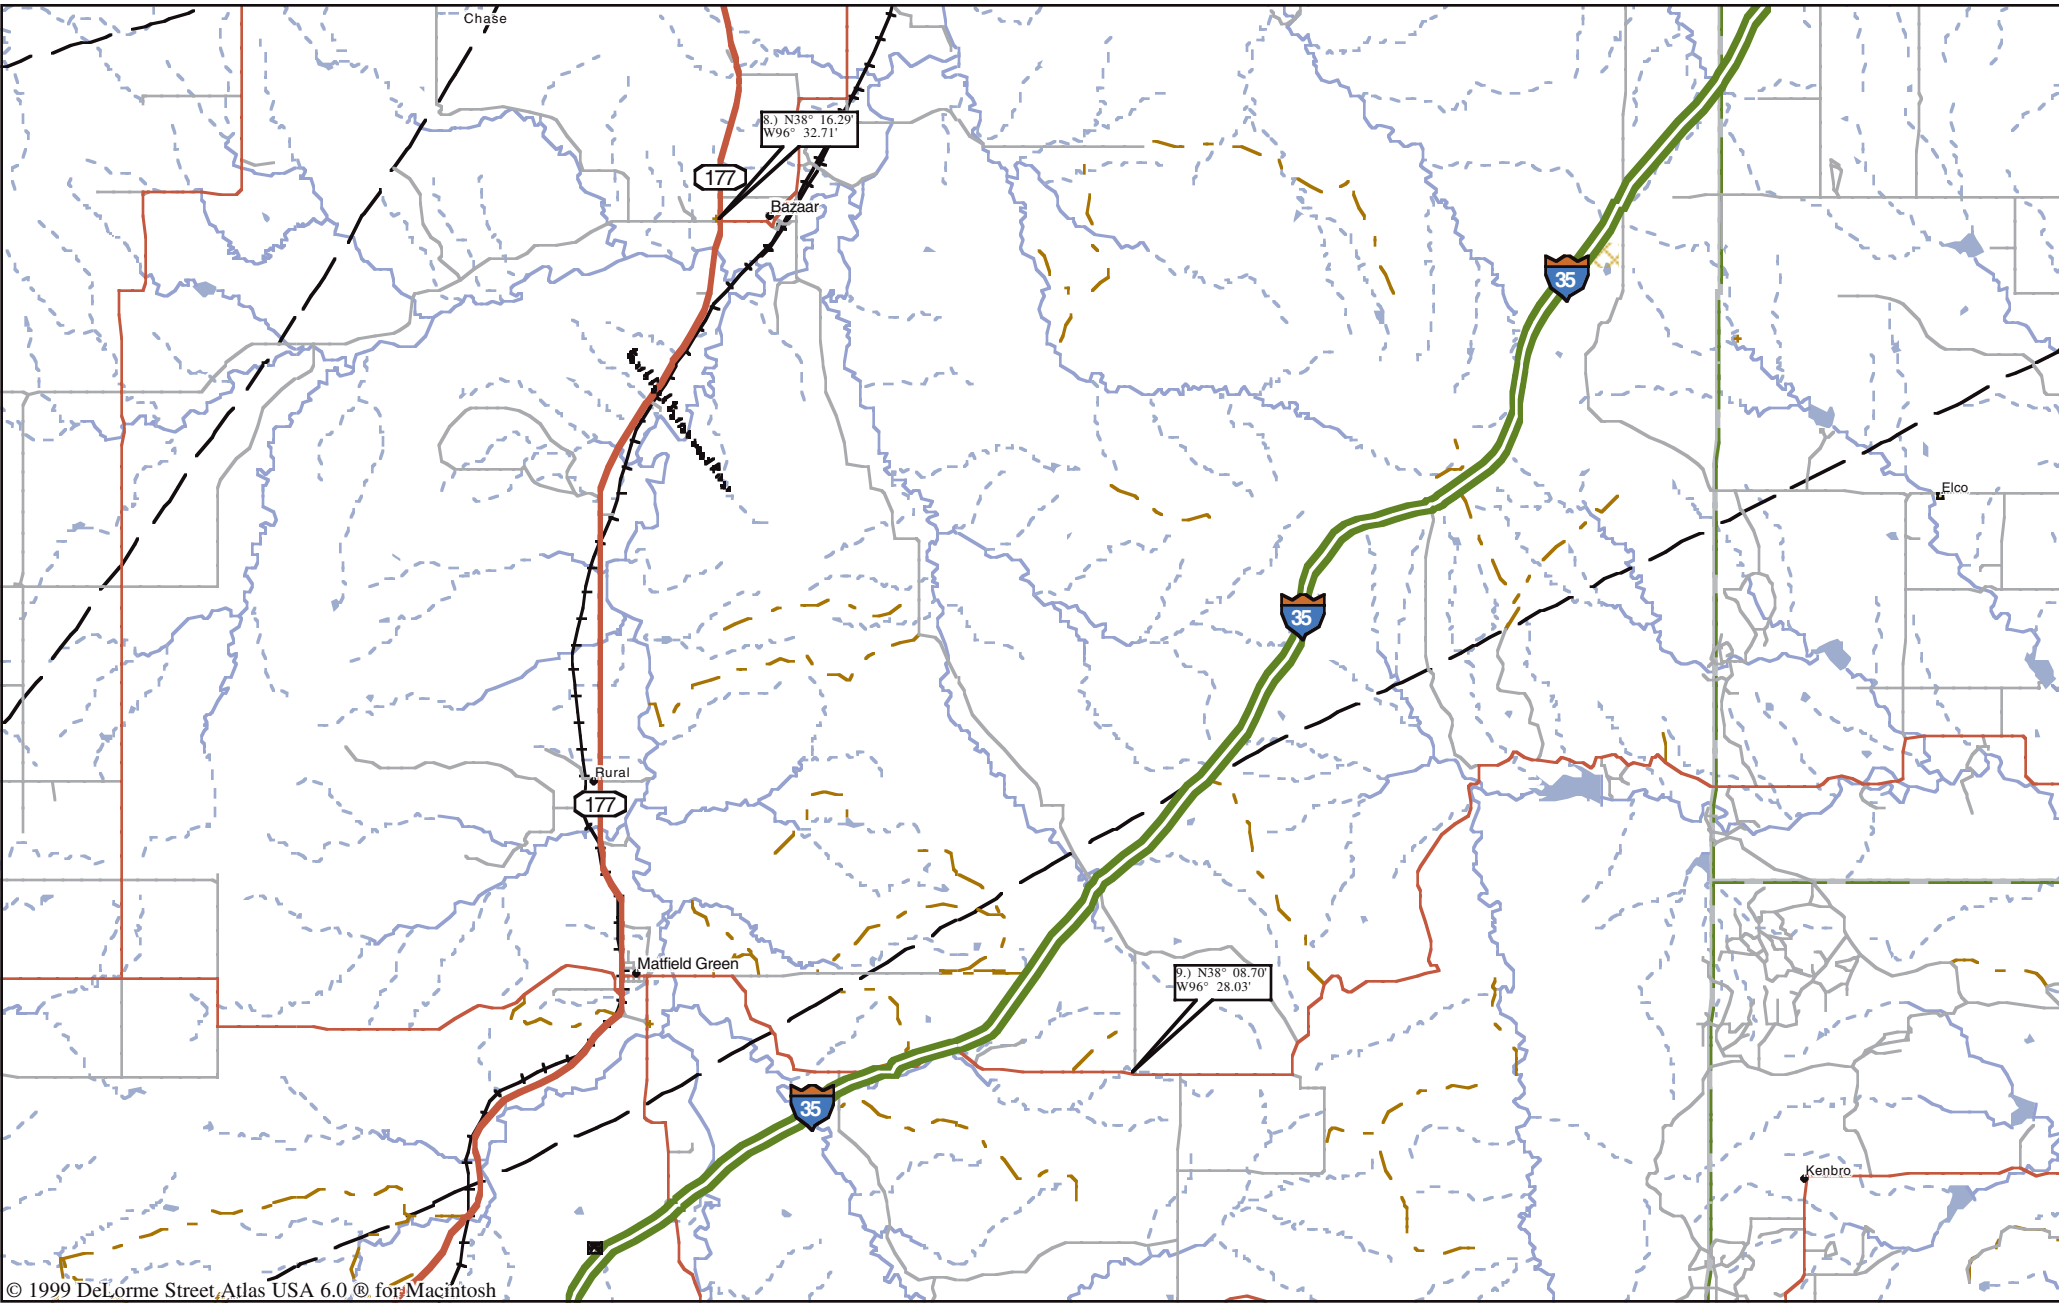 Chase
8.) N38° 16.29'
W96° 32.71'
177
Bazaar
35
Elco
35
Rural
177
Matfield Green
9.) N38° 08.70'
W96° 28.03'
35
Kenbro
© 1999 DeLorme Street Atlas USA 6.0 ® for Macintosh